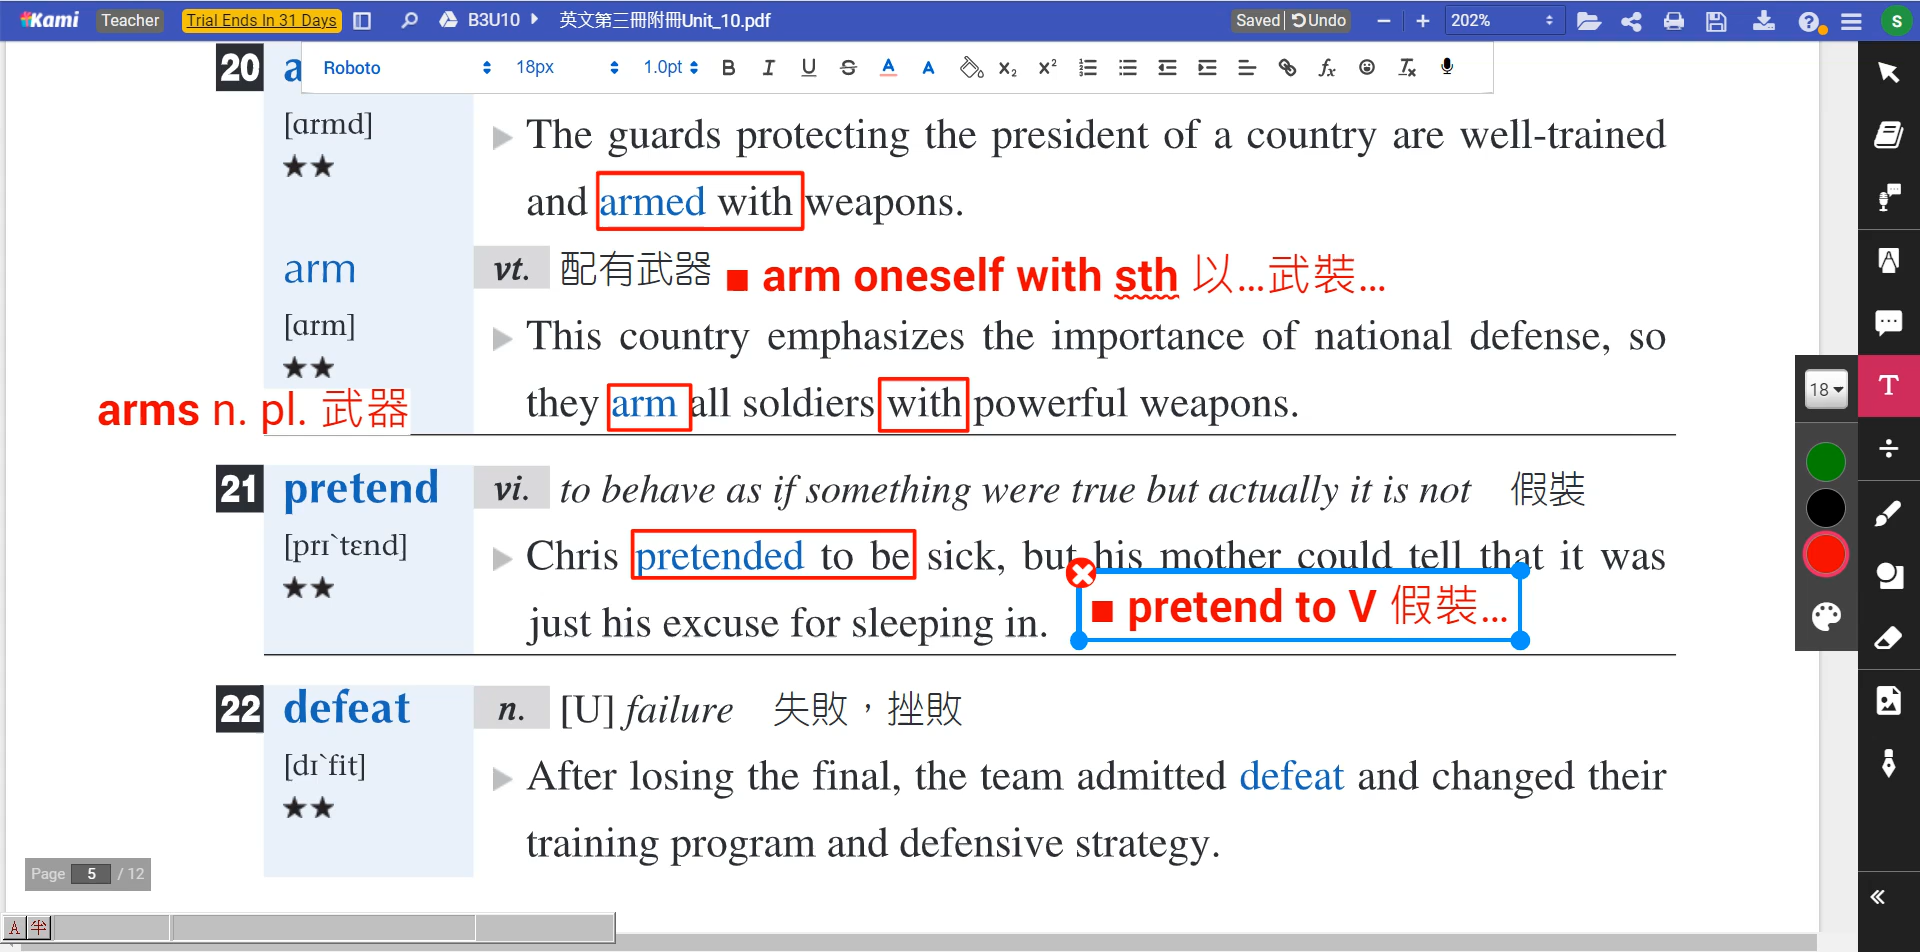 Kami Teacher Trial Ends In 31 Days B3U10 英文第三冊附冊Unit_10.pdf Saved Undo 202% S
Roboto 18px 1.0pt
20 a
[ɑrmd]
★★
The guards protecting the president of a country are well-trained
and armed with weapons.
arm vt. 配有武器 ■ arm oneself with sth 以...武裝...
[ɑrm]
★★
This country emphasizes the importance of national defense, so
they arm all soldiers with powerful weapons.
arms n. pl. 武器
18
21 pretend vi. to behave as if something were true but actually it is not 假裝
[prɪˋtɛnd]
★★
Chris pretended to be sick, but his mother could tell that it was
just his excuse for sleeping in. ■ pretend to V 假裝...
22 defeat n. [U] failure 失敗，挫敗
[dɪˋfit]
★★
After losing the final, the team admitted defeat and changed their
training program and defensive strategy.
Page 5 / 12
A 半